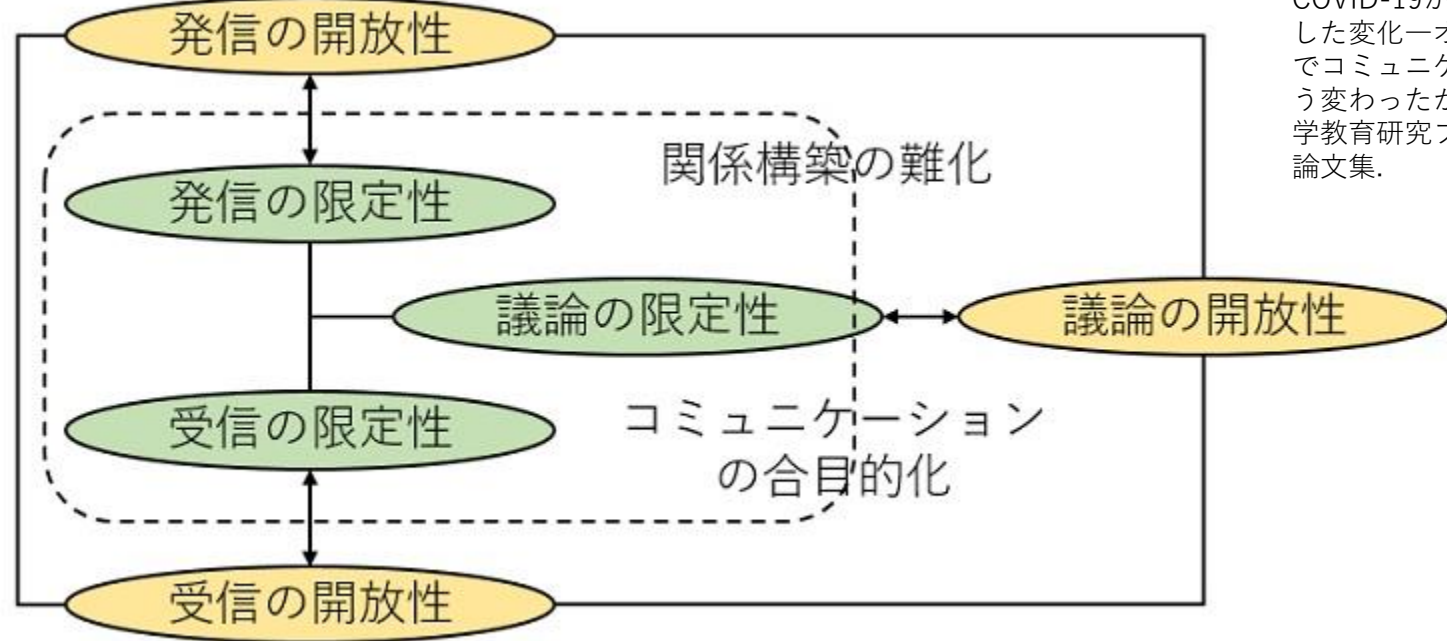 発信の開放性
発信の限定性
関係構築の難化
議論の限定性
議論の開放性
受信の限定性
コミュニケーション
の合目的化
受信の開放性
COVID-19が
した変化―オ
でコミュニケ
う変わったか
学教育研究フ
論文集.